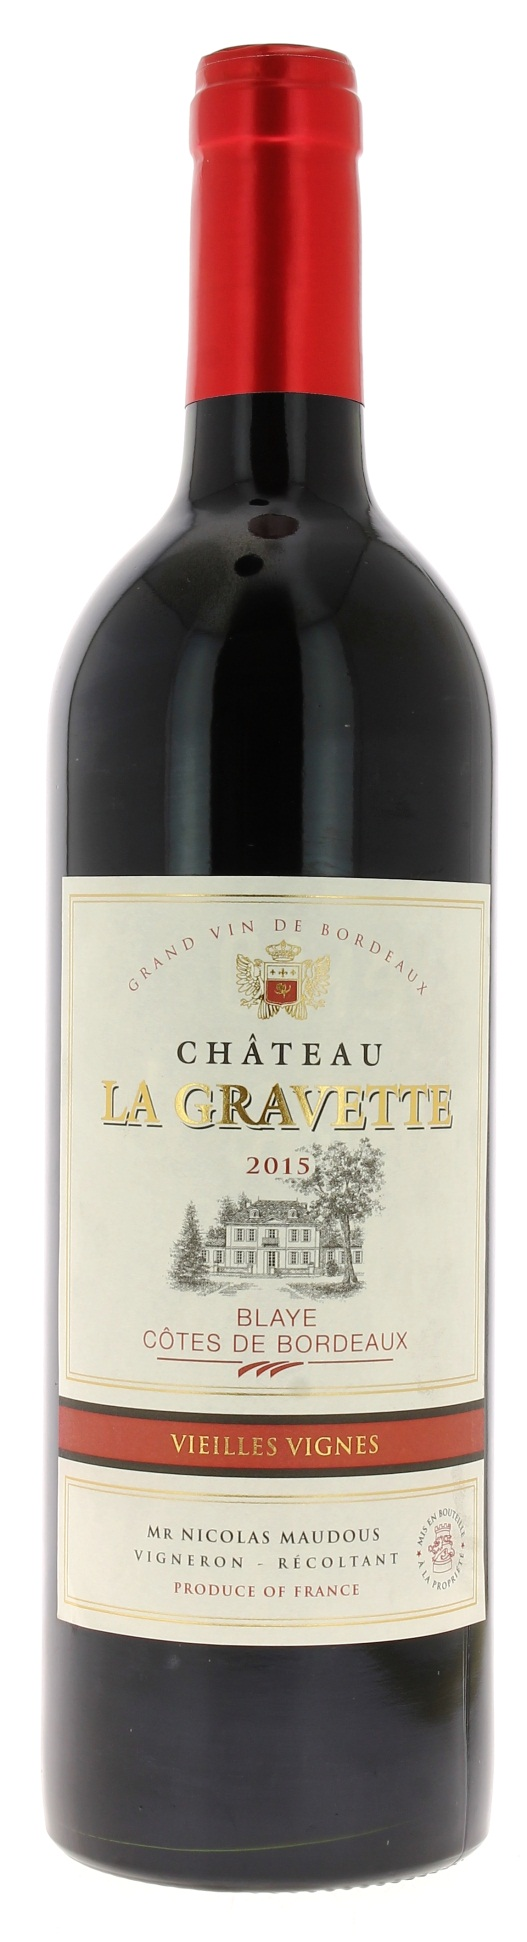 GRAND VIN DE BORDEAUX
CHÂTEAU
LA GRAVETTE
2015
BLAYE
CÔTES DE BORDEAUX
VIEILLES VIGNES
MR NICOLAS MAUDOUS
VIGNERON - RÉCOLTANT
PRODUCE OF FRANCE
MIS EN BOUTEILLE
À LA PROPRIÉTÉ